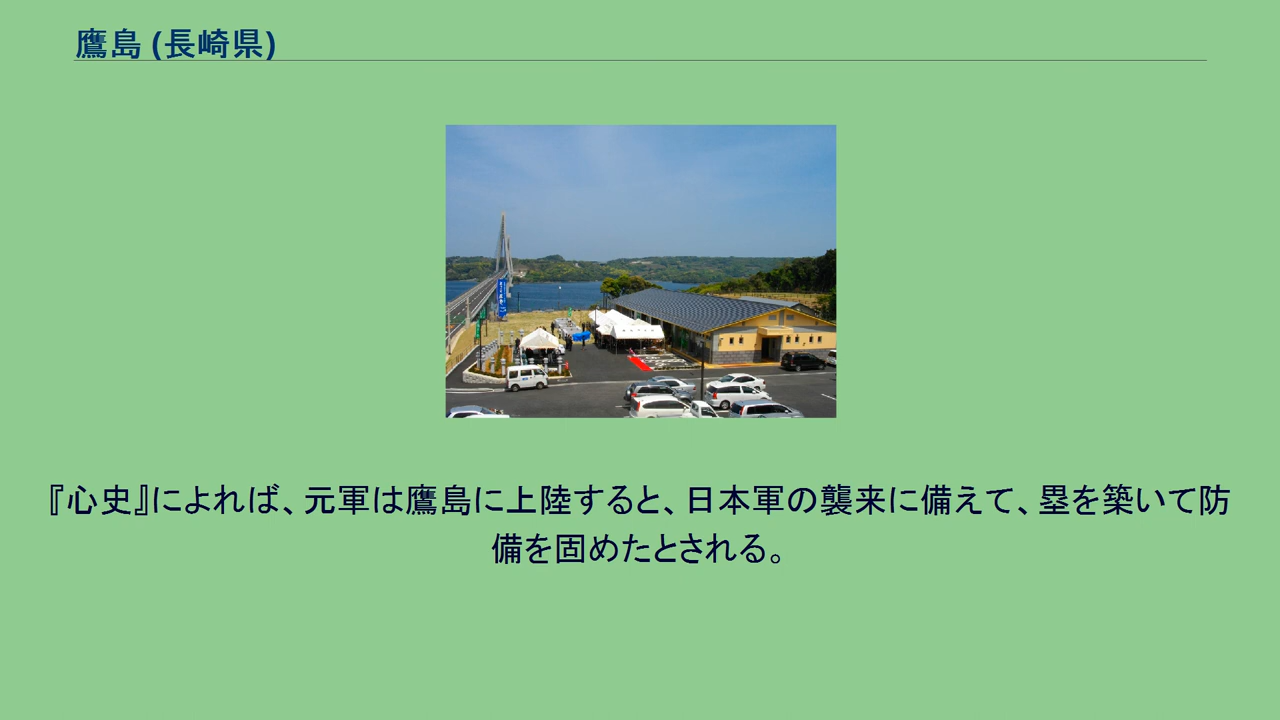 鷹島 (長崎県)
『心史』によれば、元軍は鷹島に上陸すると、日本軍の襲来に備えて、塁を築いて防
備を固めたとされる。